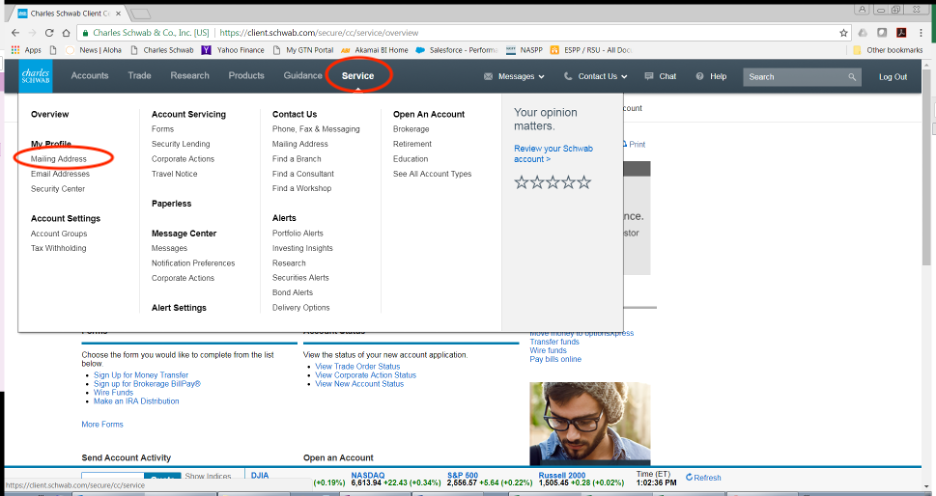 Charles Schwab Client C
Charles Schwab & Co., Inc. [US] | https://client.schwab.com/secure/cc/service/overview
Apps News | Aloha Charles Schwab Yahoo Finance My GTN Portal Akamai BI Home Salesforce - Perform NASPP ESPP / RSU - All Doc Other bookmarks
charles SCHWAB
Accounts Trade Research Products Guidance Service Messages Contact Us Chat Help Search Log Out
Overview
My Profile
Mailing Address
Email Addresses
Security Center
Account Settings
Account Groups
Tax Withholding
Account Servicing
Forms
Security Lending
Corporate Actions
Travel Notice
Paperless
Message Center
Messages
Notification Preferences
Corporate Actions
Alert Settings
Contact Us
Phone, Fax & Messaging
Mailing Address
Find a Branch
Find a Consultant
Find a Workshop
Alerts
Portfolio Alerts
Investing Insights
Research
Securities Alerts
Bond Alerts
Delivery Options
Open An Account
Brokerage
Retirement
Education
See All Account Types
Your opinion
matters.
Review your Schwab
account >
count
Print
nce.
stor
Forms
Choose the form you would like to complete from the list
below.
Sign Up for Money Transfer
Sign up for Brokerage BillPay®
Wire Funds
Make an IRA Distribution
More Forms
Account Status
View the status of your new account application.
View Trade Order Status
View Corporate Action Status
View New Account Status
Move money to optionsXpress
Transfer funds
Wire funds
Pay bills online
Send Account Activity
Open an Account
Show Indices DJIA NASDAQ S&P 500 Russell 2000 Time (ET) Refresh
(+0.19%) 6,613.94 +22.43 (+0.34%) 2,556.57 +5.64 (+0.22%) 1,505.45 +0.28 (+0.02%) 1:02:36 PM
https://client.schwab.com/secure/cc/service